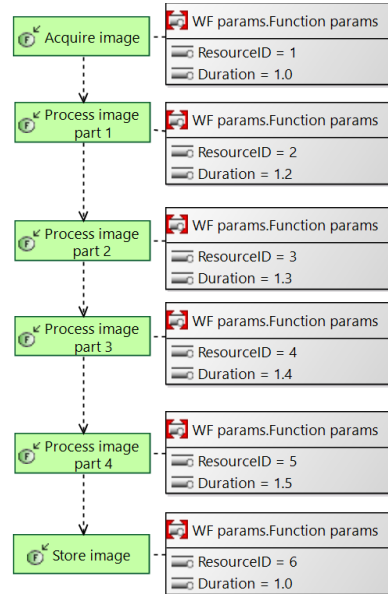 Acquire image
WF params.Function params
ResourceID = 1
Duration = 1.0
Process image
part 1
WF params.Function params
ResourceID = 2
Duration = 1.2
Process image
part 2
WF params.Function params
ResourceID = 3
Duration = 1.3
Process image
part 3
WF params.Function params
ResourceID = 4
Duration = 1.4
Process image
part 4
WF params.Function params
ResourceID = 5
Duration = 1.5
Store image
WF params.Function params
ResourceID = 6
Duration = 1.0